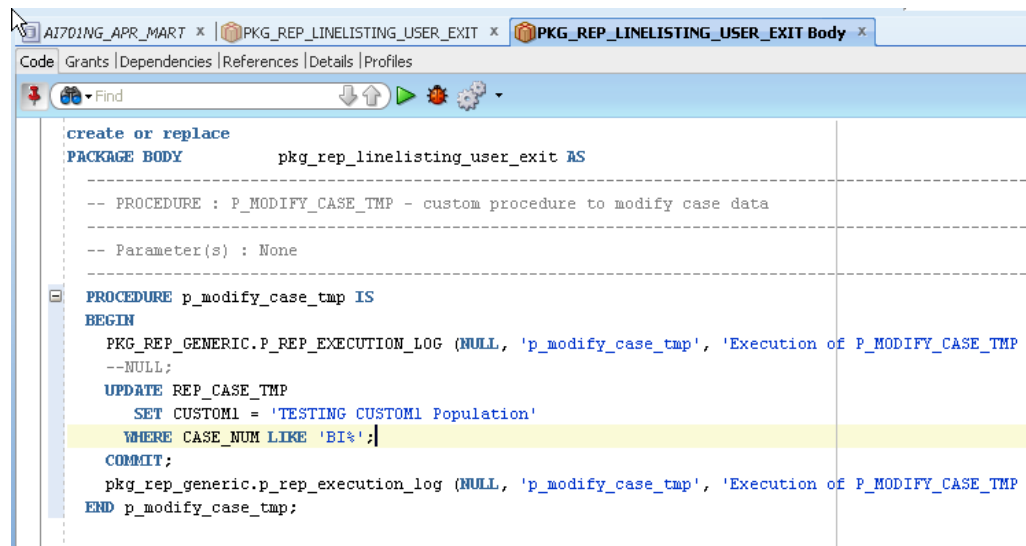 AI701NG_APR_MART x PKG_REP_LINELISTING_USER_EXIT x PKG_REP_LINELISTING_USER_EXIT Body x
Code Grants |Dependencies |References |Details |Profiles
Find
create or replace
PACKAGE BODY pkg_rep_linelisting_user_exit AS
--------------------------------------------------------------------------------------------------
-- PROCEDURE : P_MODIFY_CASE_TMP - custom procedure to modify case data
--------------------------------------------------------------------------------------------------
-- Parameter(s) : None
--------------------------------------------------------------------------------------------------
PROCEDURE p_modify_case_tmp IS
BEGIN
PKG_REP_GENERIC.P_REP_EXECUTION_LOG (NULL, 'p_modify_case_tmp', 'Execution of P_MODIFY_CASE_TMP
--NULL;
UPDATE REP_CASE_TMP
SET CUSTOM1 = 'TESTING CUSTOM1 Population'
WHERE CASE_NUM LIKE 'BI%';
COMMIT;
pkg_rep_generic.p_rep_execution_log (NULL, 'p_modify_case_tmp', 'Execution of P_MODIFY_CASE_TMP
END p_modify_case_tmp;